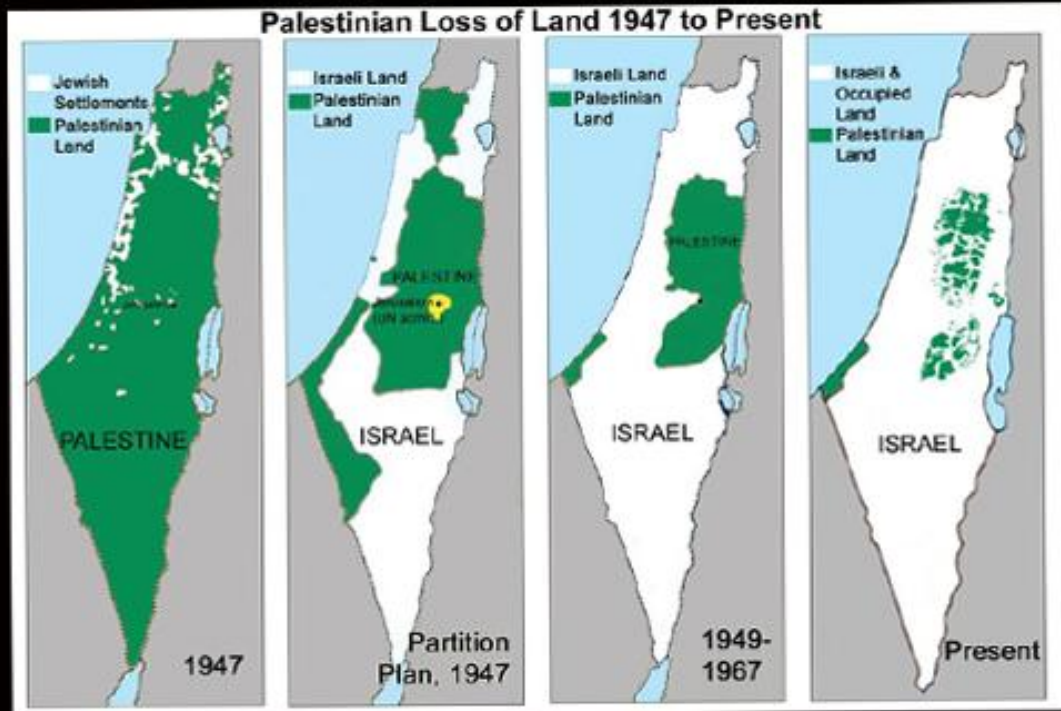 Palestinian Loss of Land 1947 to Present
Jewish
Settlements
Palestinian
Land
PALESTINE
1947
Israeli Land
Palestinian
Land
PALESTINE
ISRAEL
Partition
Plan, 1947
Israeli Land
Palestinian
Land
PALESTINE
ISRAEL
1949-
1967
Israeli &
Occupied
Land
Palestinian
Land
ISRAEL
Present